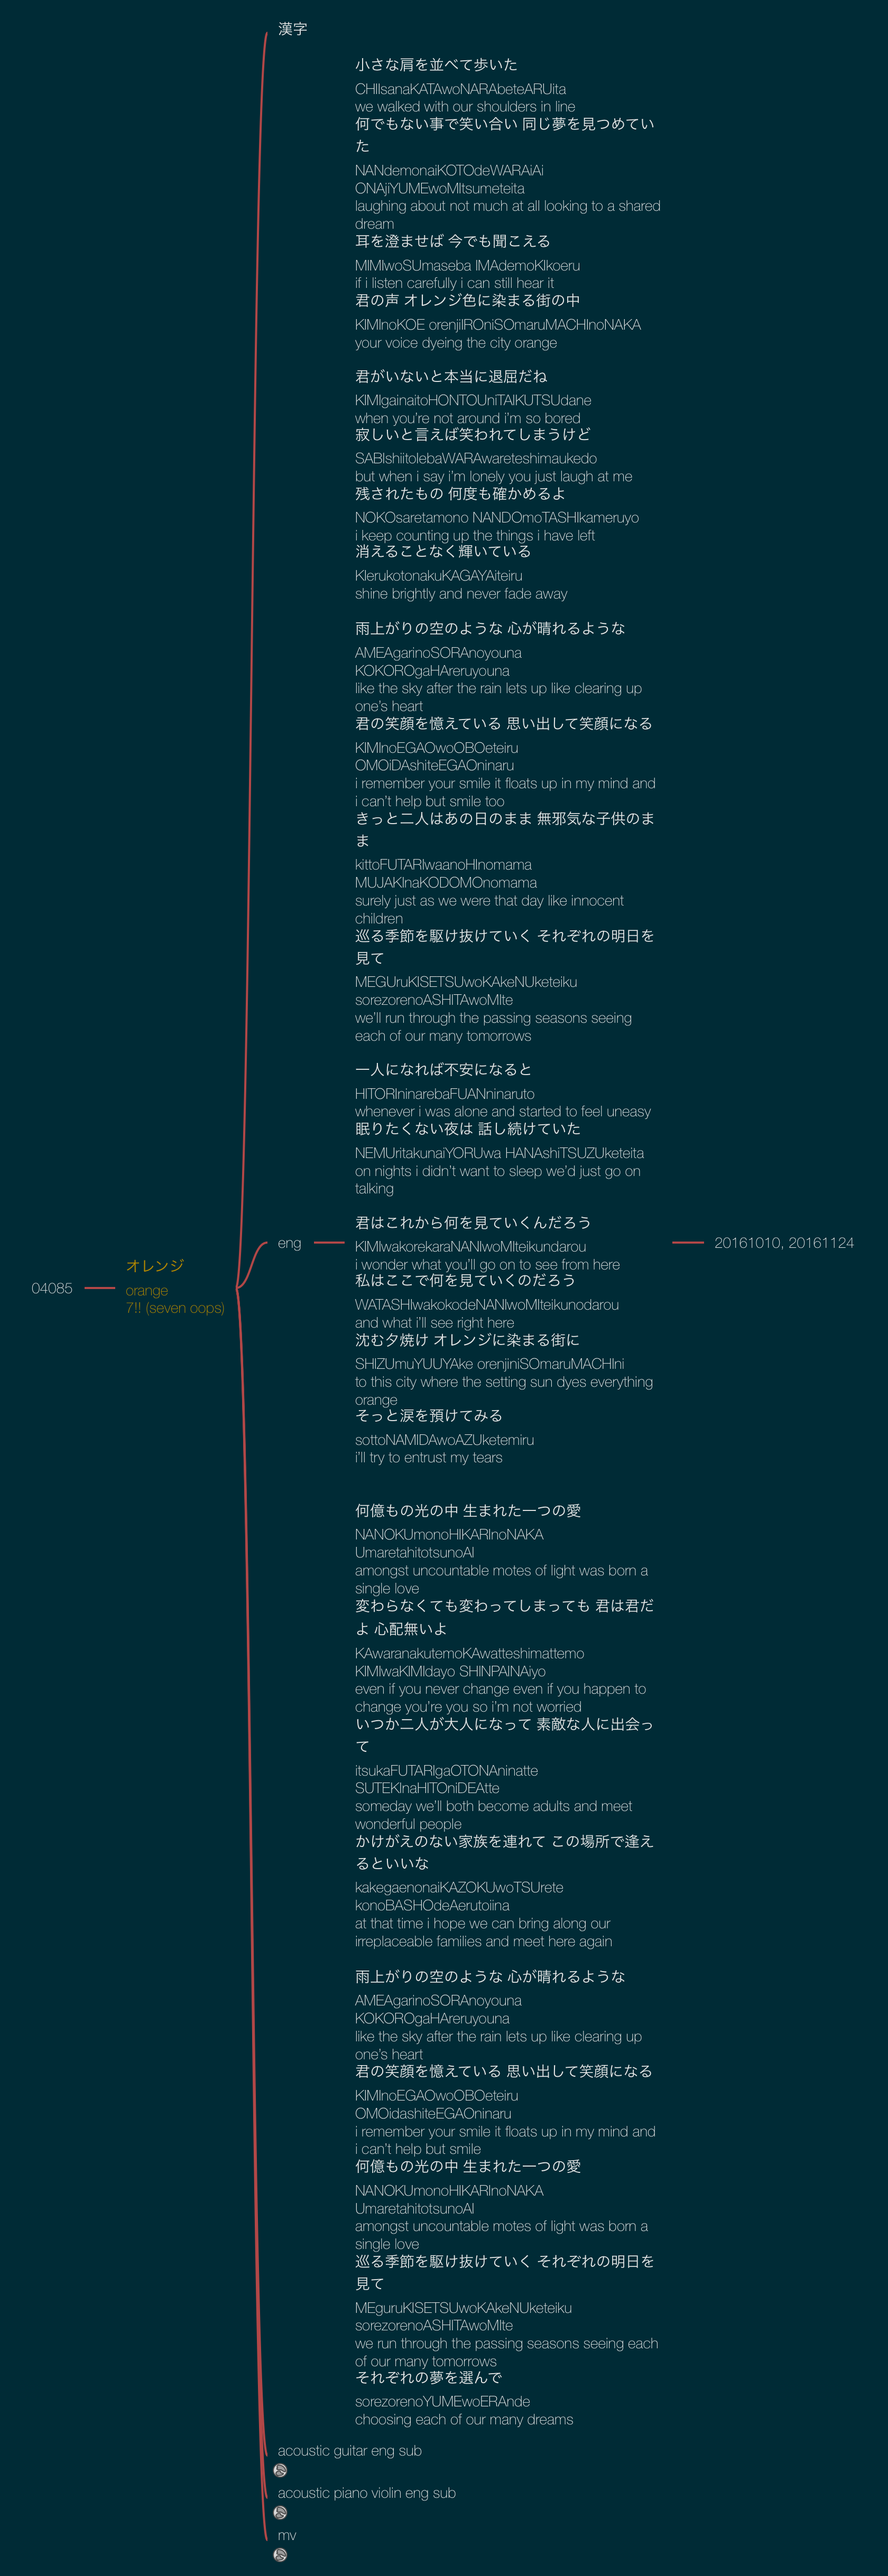 漢字
小さな肩を並べて歩いた
CHIIsanaKATAwoNARAbeteARUita
we walked with our shoulders in line
何でもない事で笑い合い 同じ夢を見つめてい
た
NANdemonaiKOTOdeWARAiAi
ONAjiYUMEwoMItsumeteita
laughing about not much at all looking to a shared
dream
耳を澄ませば 今でも聞こえる
MIMIwoSUmaseba IMAdemoKIkoeru
if i listen carefully i can still hear it
君の声 オレンジ色に染まる街の中
KIMInoKOE orenjiIROniSOmaruMACHInoNAKA
your voice dyeing the city orange
君がいないと本当に退屈だね
KIMIgainaitoHONTOUniTAIKUTSUdane
when you're not around i'm so bored
寂しいと言えば笑われてしまうけど
SABIshiitoIebaWARAwareteshimaukedo
but when i say i'm lonely you just laugh at me
残されたもの 何度も確かめるよ
NOKOsaretamono NANDOmoTASHIkameruyo
i keep counting up the things i have left
消えることなく輝いている
KIerukotonakuKAGAYAiteiru
shine brightly and never fade away
雨上がりの空のような 心が晴れるような
AMEAgarinoSORAnoyouna
KOKOROgaHAreruyouna
like the sky after the rain lets up like clearing up
one's heart
君の笑顔を憶えている 思い出して笑顔になる
KIMInoEGAOwoOBOeteiru
OMOiDAshiteEGAOninaru
i remember your smile it floats up in my mind and
i can't help but smile too
きっと二人はあの日のまま 無邪気な子供のま
ま
kittoFUTARIwaanoHInomama
MUJAKInaKODOMOnomama
surely just as we were that day like innocent
children
巡る季節を駆け抜けていく それぞれの明日を
見て
MEGUruKISETSUwoKAkeNUketeiku
sorezorenoASHITAwoMIte
we'll run through the passing seasons seeing
each of our many tomorrows
一人になれば不安になると
HITORIninarebaFUANninaruto
whenever i was alone and started to feel uneasy
眠りたくない夜は 話し続けていた
NEMUritakunaiYORUwa HANAshiTSUZUketeita
on nights i didn't want to sleep we'd just go on
talking
君はこれから何を見ていくんだろう
KIMIwakorekaraNANIwoMIteikundarou
i wonder what you'll go on to see from here
私はここで何を見ていくのだろう
WATASHIwakokodeNANIwoMIteikunodarou
and what i'll see right here
沈む夕焼け オレンジに染まる街に
SHIZUmuYUUYAke orenjiniSOmaruMACHIni
to this city where the setting sun dyes everything
orange
そっと涙を預けてみる
sottoNAMIDAwoAZUketemiru
i'll try to entrust my tears
何億もの光の中 生まれた一つの愛
NANOKUmonoHIKARInoNAKA
UmaretahitotsunoAI
amongst uncountable motes of light was born a
single love
変わらなくても変わってしまっても 君は君だ
よ 心配無いよ
KAwaranakutemoKAwatteshimattemo
KIMIwaKIMIdayo SHINPAINAiyo
even if you never change even if you happen to
change you're you so i'm not worried
いつか二人が大人になって 素敵な人に出会っ
て
itsukaFUTARIgaOTONAninatte
SUTEKInaHITOniDEAtte
someday we'll both become adults and meet
wonderful people
かけがえのない家族を連れて この場所で逢え
るといいな
kakegaenonaiKAZOKUwoTSUrete
konoBASHOdeAerutoiina
at that time i hope we can bring along our
irreplaceable families and meet here again
雨上がりの空のような 心が晴れるような
AMEAgarinoSORAnoyouna
KOKOROgaHAreruyouna
like the sky after the rain lets up like clearing up
one's heart
君の笑顔を憶えている 思い出して笑顔になる
KIMInoEGAOwoOBOeteiru
OMOidashiteEGAOninaru
i remember your smile it floats up in my mind and
i can't help but smile
何億もの光の中 生まれた一つの愛
NANOKUmonoHIKARInoNAKA
UmaretahitotsunoAI
amongst uncountable motes of light was born a
single love
巡る季節を駆け抜けていく それぞれの明日を
見て
MEguruKISETSUwoKAkeNUketeiku
sorezorenoASHITAwoMIte
we run through the passing seasons seeing each
of our many tomorrows
それぞれの夢を選んで
sorezorenoYUMEwoERAnde
choosing each of our many dreams
eng
20161010, 20161124
04085
オレンジ
orange
7!! (seven oops)
acoustic guitar eng sub
acoustic piano violin eng sub
mv